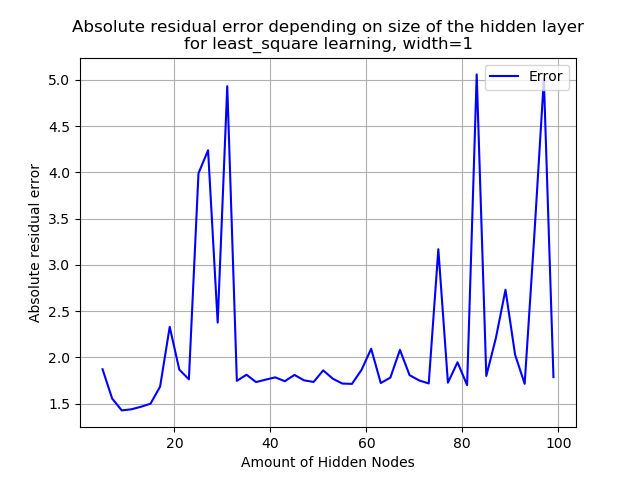 Absolute residual error depending on size of the hidden layer
for least_square learning, width=1
Error
5.0
4.5
4.0
3.5
3.0
2.5
2.0
1.5
Absolute residual error
20 40 60 80 100
Amount of Hidden Nodes